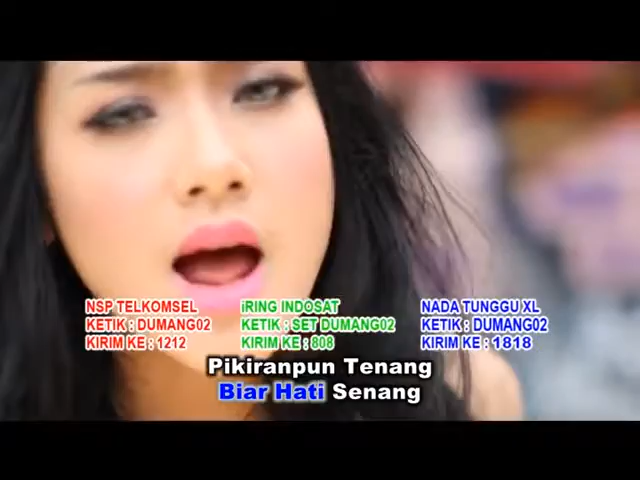 NSP TELKOMSEL
KETIK : DUMANG02
KIRIM KE : 1212
iRING INDOSAT
KETIK : SET DUMANG02
KIRIM KE : 808
NADA TUNGGU XL
KETIK : DUMANG02
KIRIM KE : 1818
Pikiranpun Tenang
Biar Hati Senang